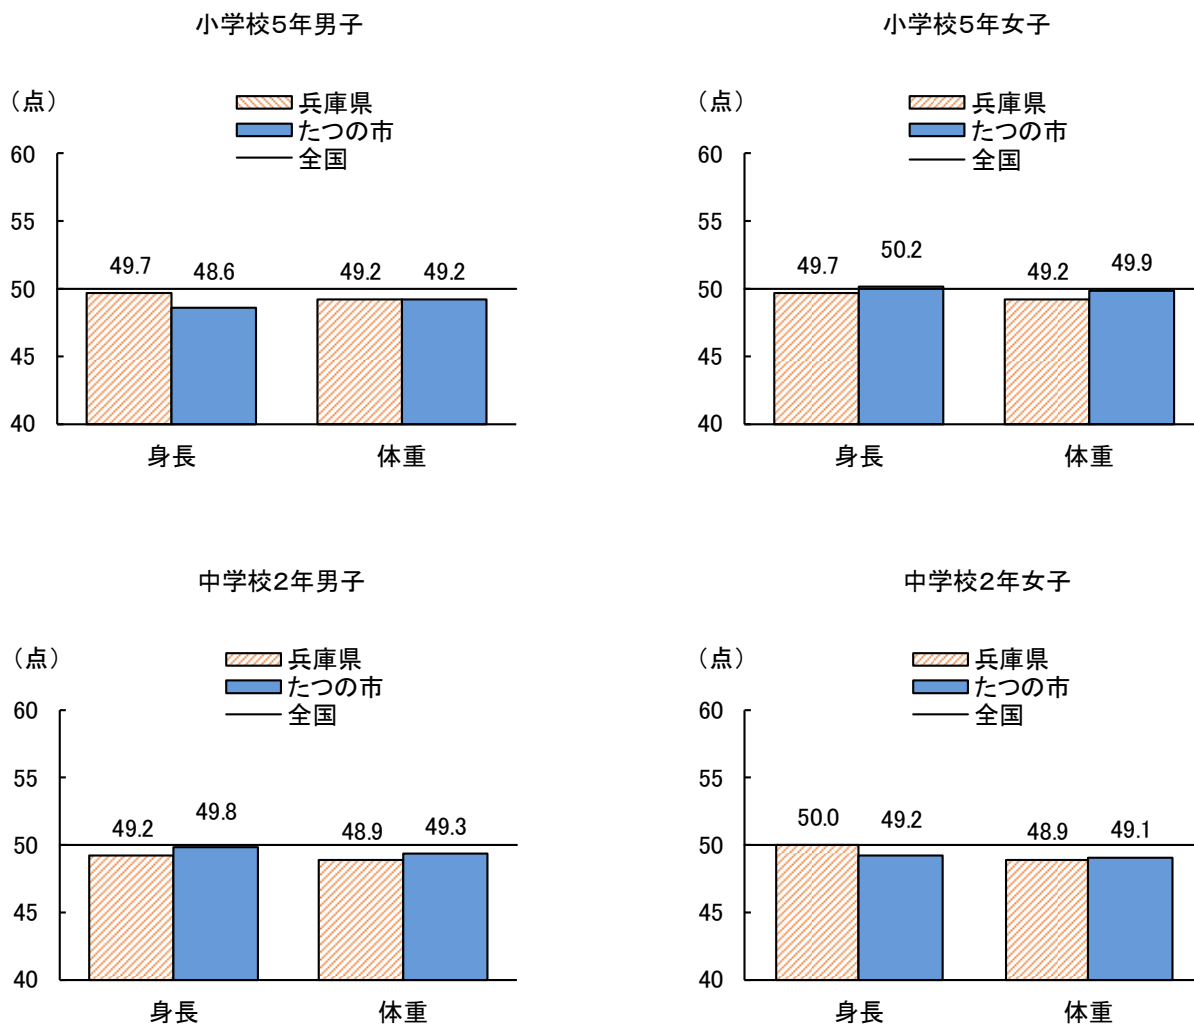 小学校5年男子
（点）
兵庫県
たつの市
全国
60
55
50
45
40
49.7
48.6
49.2
49.2
身長
体重
小学校5年女子
（点）
兵庫県
たつの市
全国
60
55
50
45
40
49.7
50.2
49.2
49.9
身長
体重
中学校2年男子
（点）
兵庫県
たつの市
全国
60
55
50
45
40
49.2
49.8
48.9
49.3
身長
体重
中学校2年女子
（点）
兵庫県
たつの市
全国
60
55
50
45
40
50.0
49.2
48.9
49.1
身長
体重